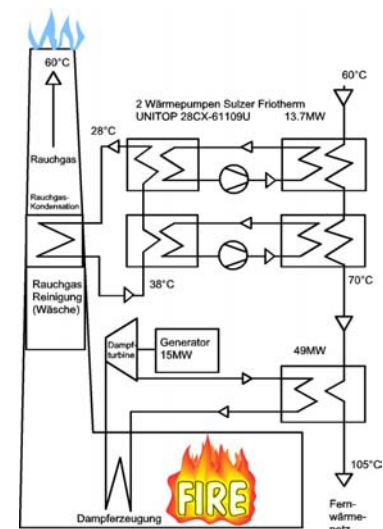 60°C
60°C
2 Wärmepumpen Sulzer Friotherm
UNITOP 28CX-61109U
13.7MW
28°C
Rauchgas
Rauchgas-
Kondensation
38°C
70°C
Rauchgas
Reinigung
(Wäsche)
Dampf-
turbine
Generator
15MW
49MW
105°C
FIRE
Dampferzeugung
Fern-
wärme-
netz